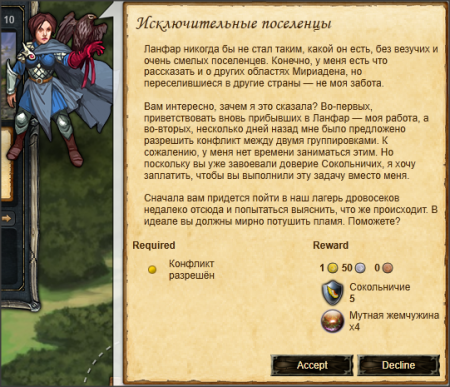 10
Исключительные поселенцы
Ланфар никогда бы не стал таким, какой он есть, без везучих и
очень смелых поселенцев. Конечно, у меня есть что
рассказать и о других областях Мириадена, но
переселившиеся в другие страны — не моя забота.
Вам интересно, зачем я это сказала? Во-первых,
приветствовать вновь прибывших в Ланфар — моя работа, а
во-вторых, несколько дней назад мне было предложено
разрешить конфликт между двумя группировками. К
сожалению, у меня нет времени заниматься этим. Но
поскольку вы уже завоевали доверие Сокольничих, я хочу
заплатить, чтобы вы выполнили эту задачу вместо меня.
Сначала вам придется пойти в наш лагерь дровосеков
недалеко отсюда и попытаться выяснить, что же происходит. В
идеале вы должны мирно потушить пламя. Поможете?
Required
Конфликт
разрешён
Reward
1 50 0
Сокольничие
5
Мутная жемчужина
x4
Accept
Decline